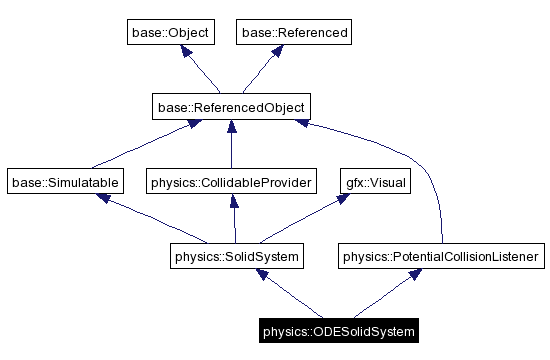 base::Object
base::Referenced
base::ReferencedObject
base::Simulatable
physics::CollidableProvider
gfx::Visual
physics::SolidSystem
physics::PotentialCollisionListener
physics::ODESolidSystem